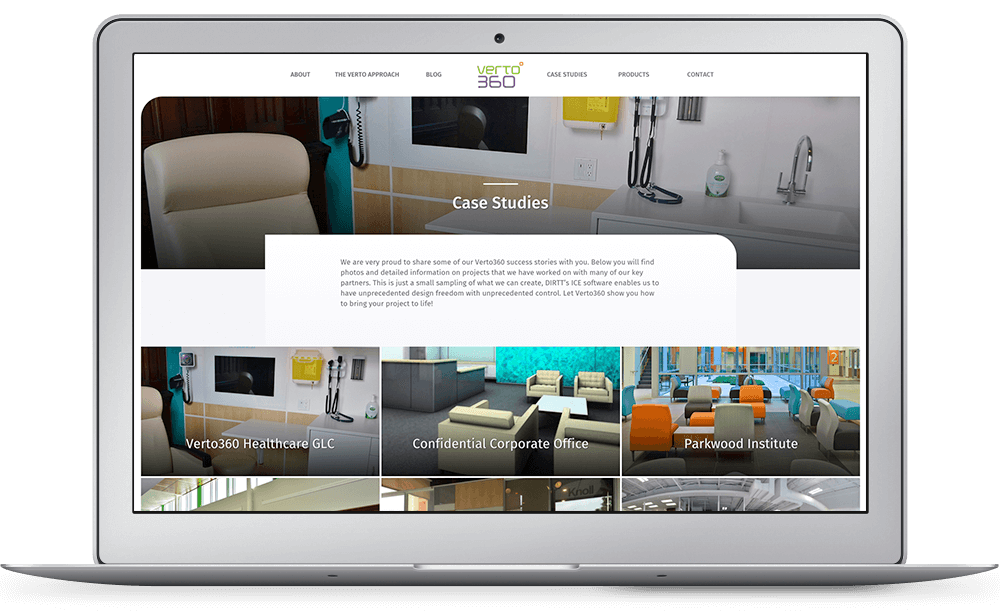 ABOUT THE VERTO APPROACH BLOG verto 360 CASE STUDIES PRODUCTS CONTACT
Case Studies
We are very proud to share some of our Verto360 success stories with you. Below you will find
photos and detailed information on projects that we have worked on with many of our key
partners. This is just a small sampling of what we can create, DIRTT's ICE software enables us to
have unprecedented design freedom with unprecedented control. Let Verto360 show you how
to bring your project to life!
2
Verto360 Healthcare GLC
Confidential Corporate Office
Parkwood Institute
Knoll